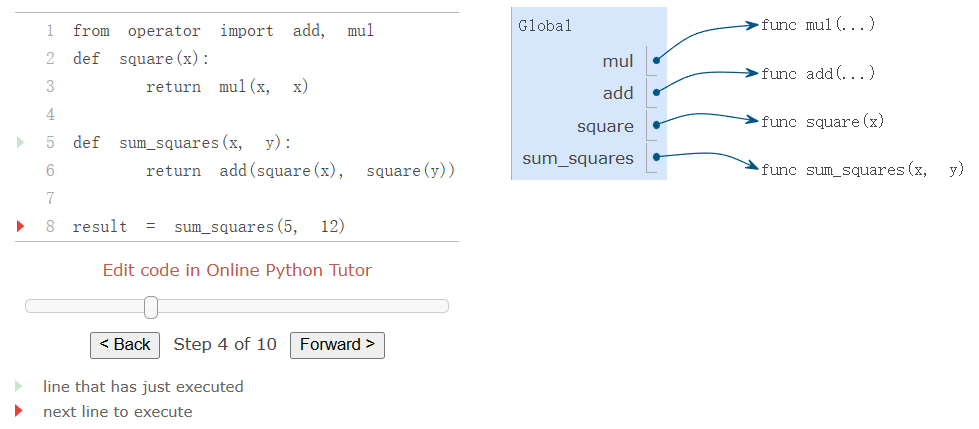 1 from operator import add, mul
2 def square(x):
3 return mul(x, x)
4
5 def sum_squares(x, y):
6 return add(square(x), square(y))
7
8 result = sum_squares(5, 12)
Edit code in Online Python Tutor
< Back Step 4 of 10 Forward >
line that has just executed
next line to execute
Global
mul
add
square
sum_squares
func mul(...)
func add(...)
func square(x)
func sum_squares(x, y)